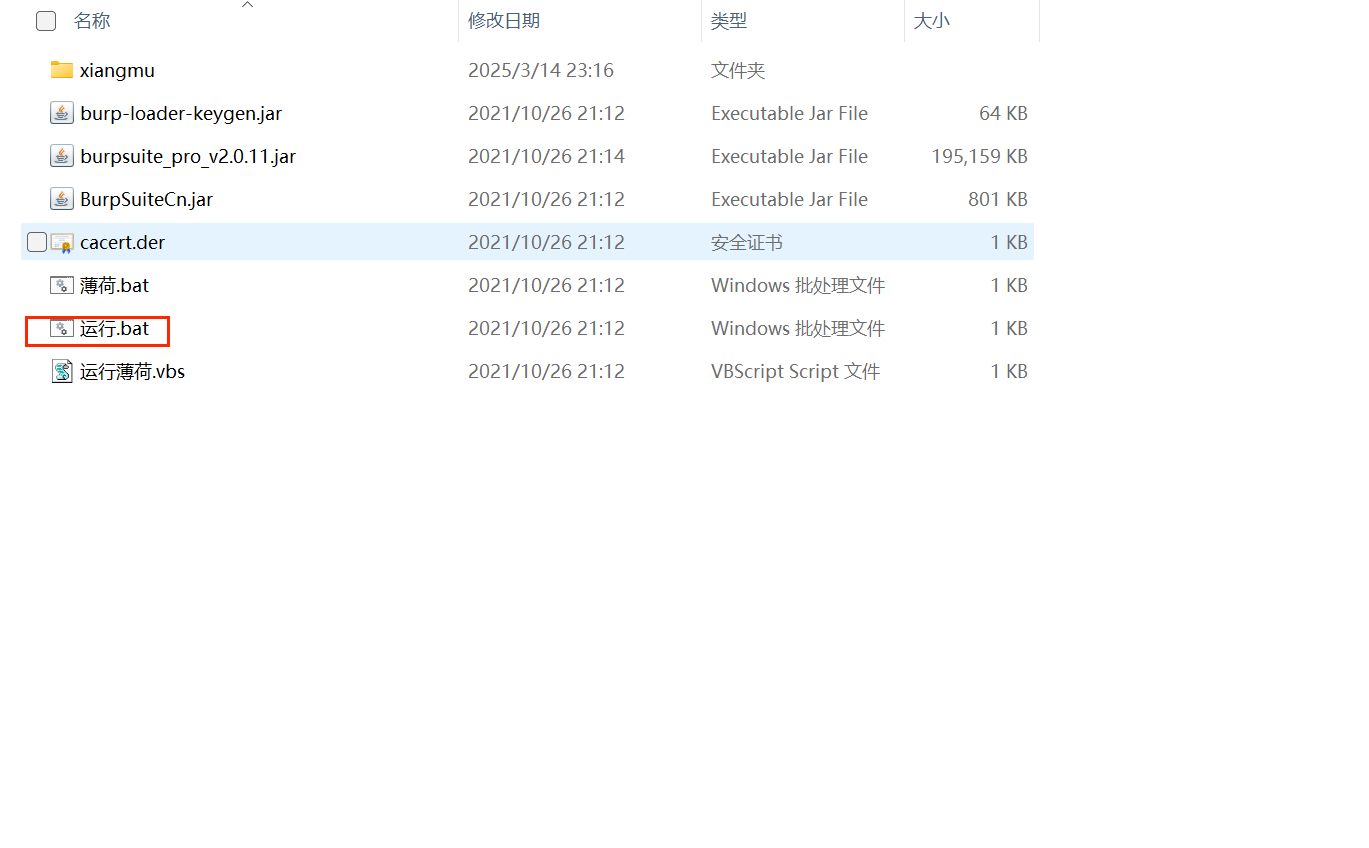 名称 修改日期 类型 大小
xiangmu 2025/3/14 23:16 文件夹
burp-loader-keygen.jar 2021/10/26 21:12 Executable Jar File 64 KB
burpsuite_pro_v2.0.11.jar 2021/10/26 21:14 Executable Jar File 195,159 KB
BurpSuiteCn.jar 2021/10/26 21:12 Executable Jar File 801 KB
cacert.der 2021/10/26 21:12 安全证书 1 KB
薄荷.bat 2021/10/26 21:12 Windows 批处理文件 1 KB
运行.bat 2021/10/26 21:12 Windows 批处理文件 1 KB
运行薄荷.vbs 2021/10/26 21:12 VBScript Script 文件 1 KB